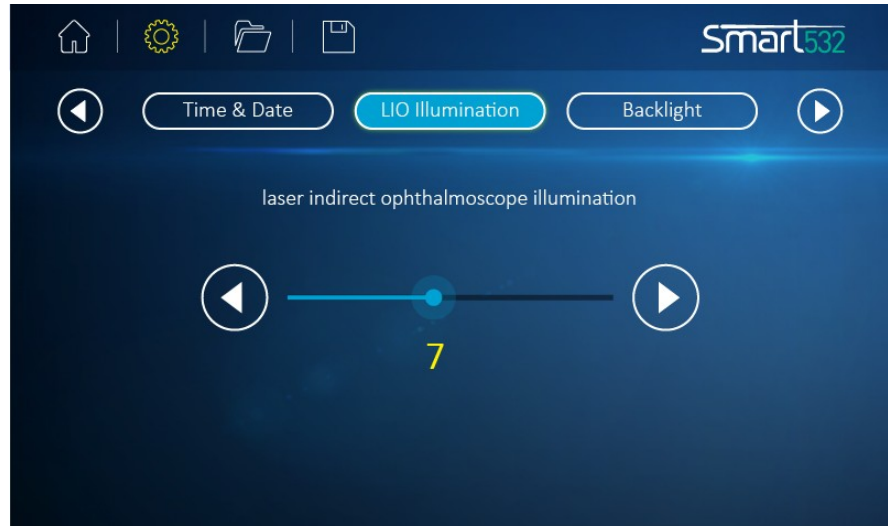 Smart532
Time & Date LIO Illumination Backlight
laser indirect ophthalmoscope illumination
7